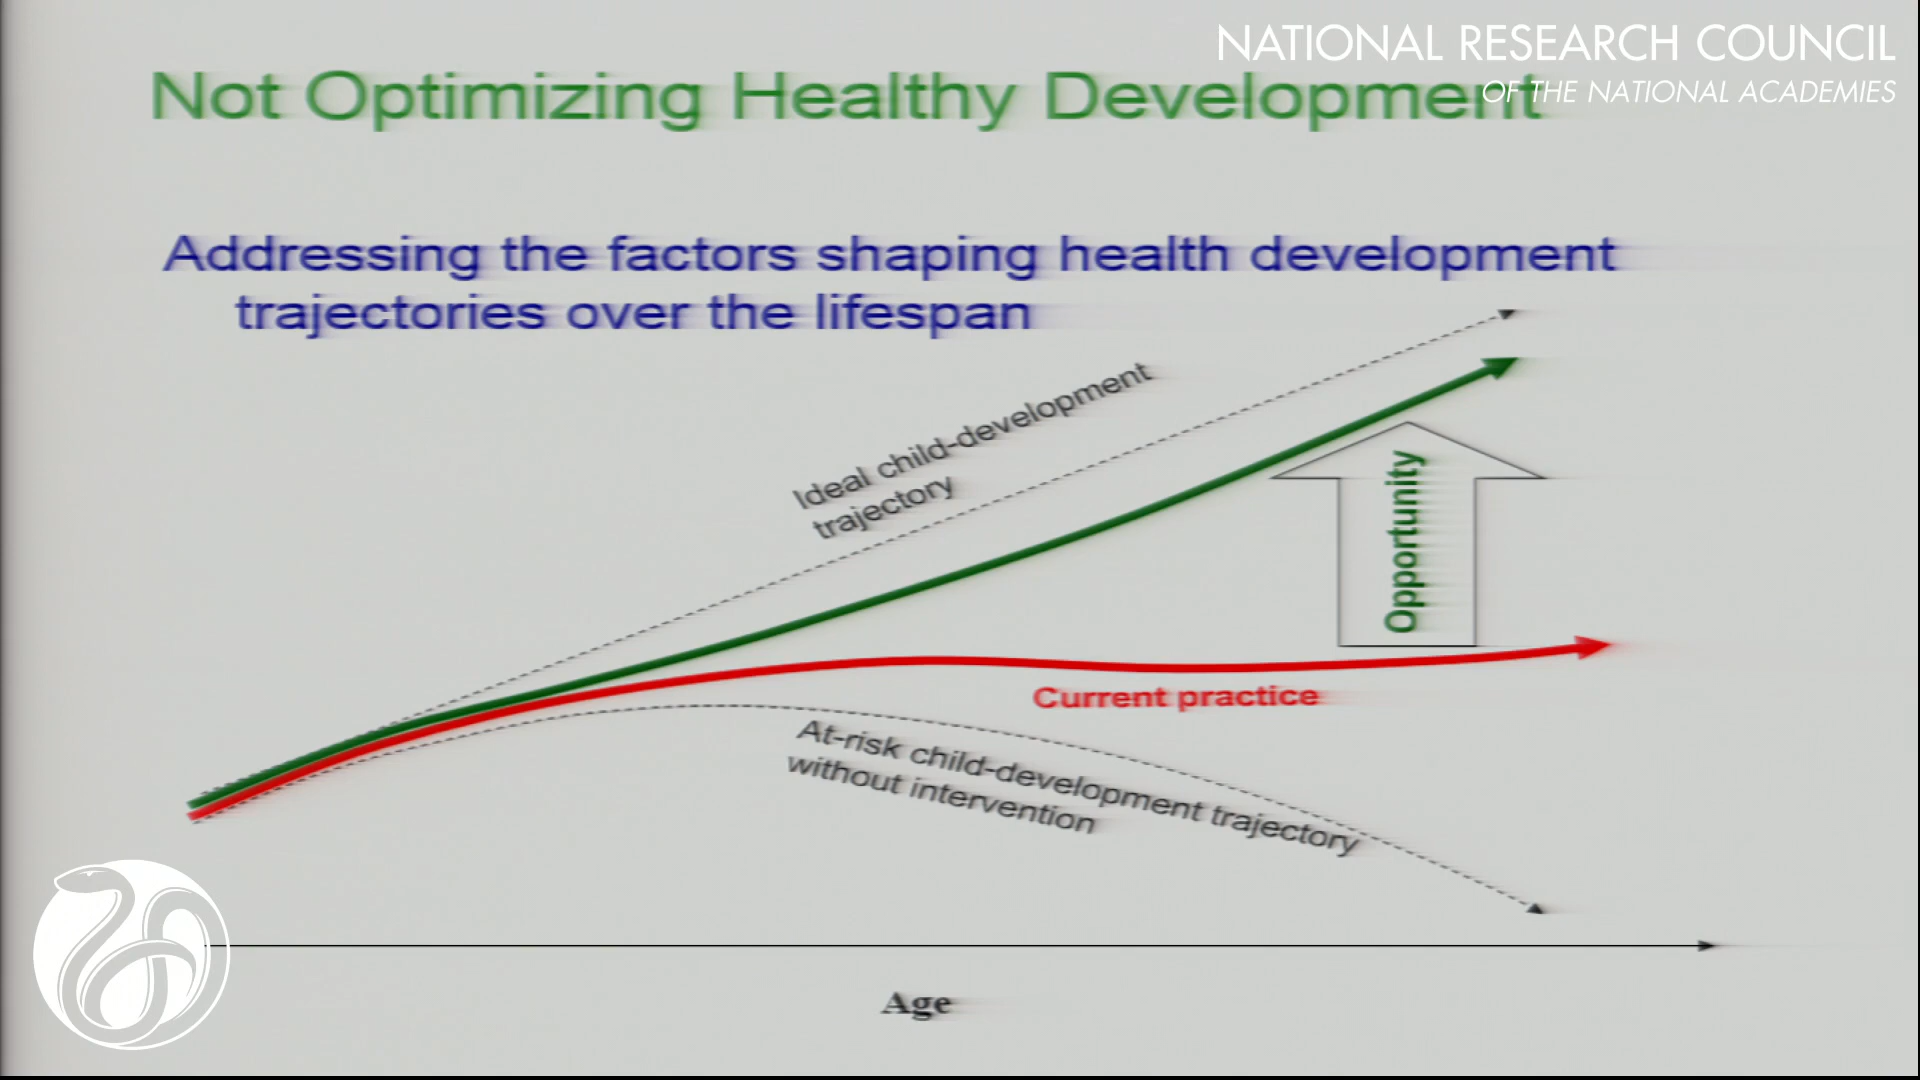 NATIONAL RESEARCH COUNCIL
OF THE NATIONAL ACADEMIES
Not Optimizing Healthy Development
Addressing the factors shaping health development
trajectories over the lifespan
Ideal child-development
trajectory
Opportunity
Current practice
At-risk child-development trajectory
without intervention
Age